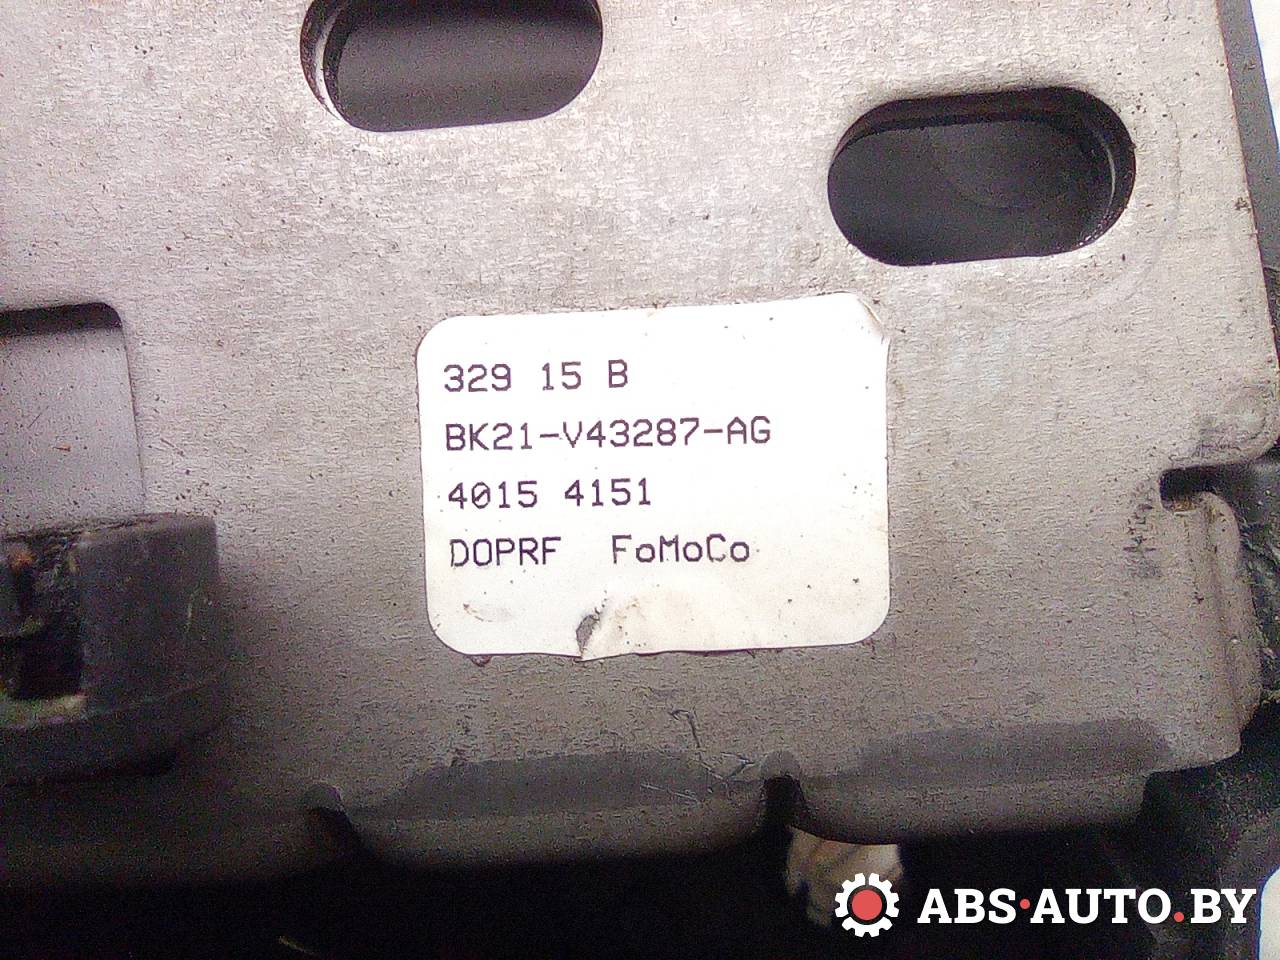 329 15 B
BK21-V43287-AG
4015 4151
DOPRF FoMoCo
ABS·AUTO.BY